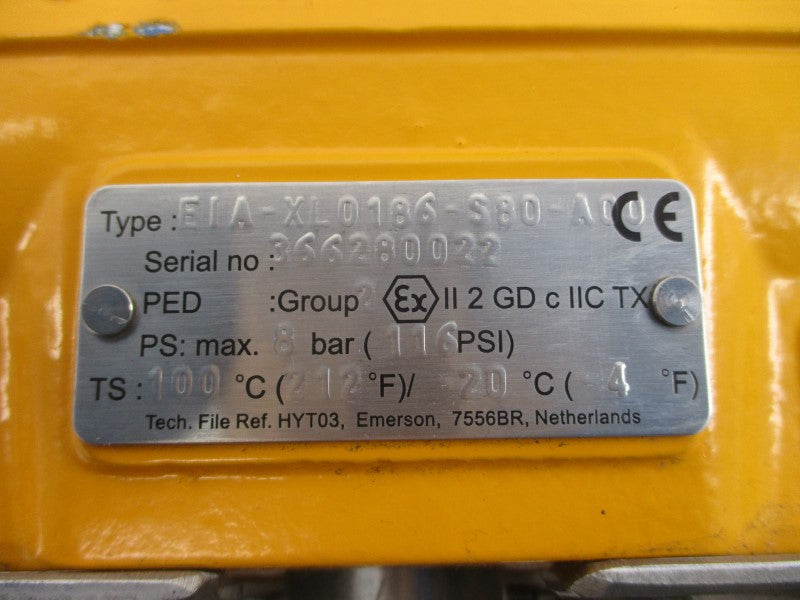 Type : EIA-XL0186-S80-A00 CE
Serial no : 366280022
PED :Group 2 Ex II 2 GD c IIC TX
PS: max. 8 bar ( 116 PSI)
TS : 100 °C (212 °F)/ -20 °C ( -4 °F)
Tech. File Ref. HYT03, Emerson, 7556BR, Netherlands